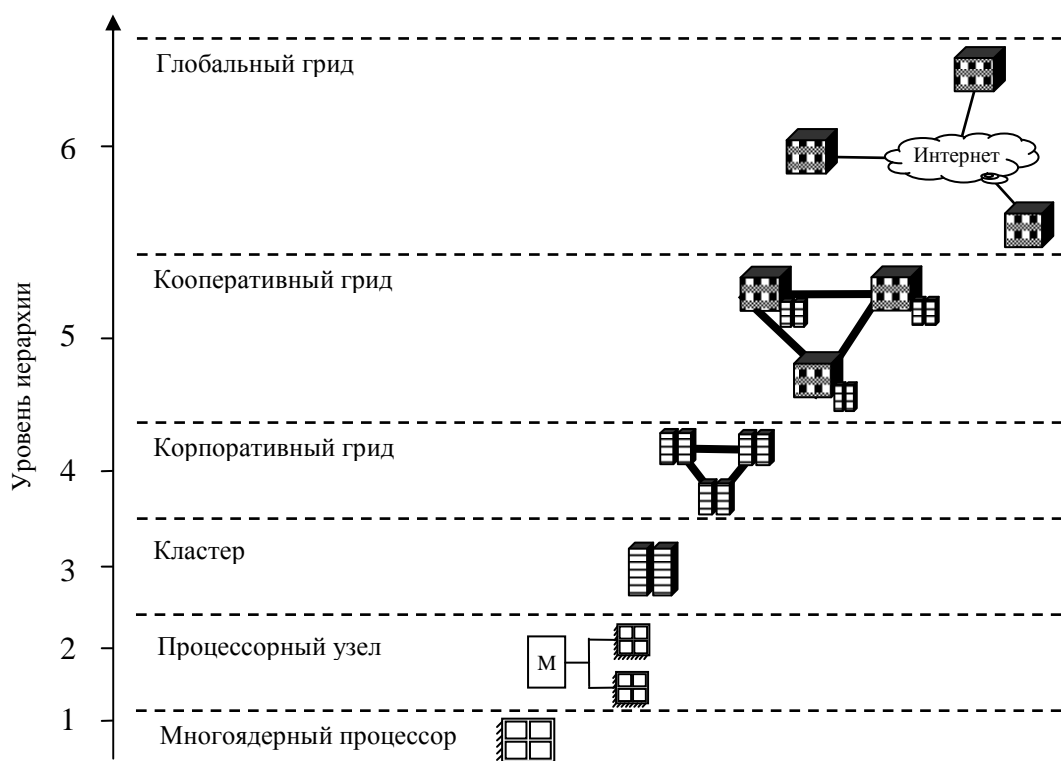 Уровень иерархии
Глобальный грид
6
Интернет
Кооперативный грид
5
Корпоративный грид
4
Кластер
3
Процессорный узел
2
М
1
Многоядерный процессор